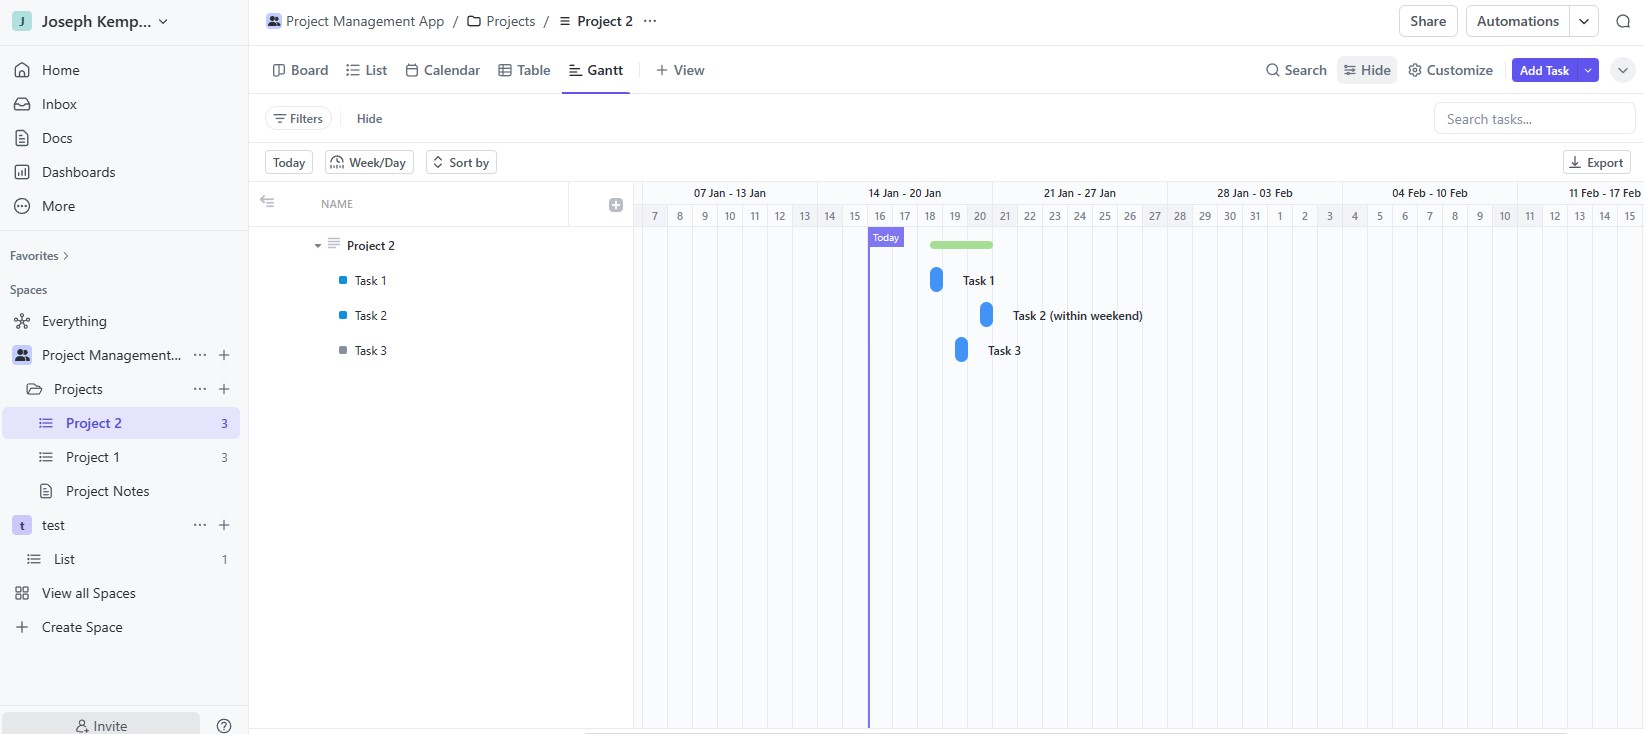 J Joseph Kemp...
Project Management App / Projects / Project 2 ...
Share
Automations
Home
Inbox
Docs
Dashboards
More
Favorites
Spaces
Everything
Project Management...
Projects
Project 2 3
Project 1 3
Project Notes
t test
List 1
View all Spaces
Create Space
Invite
Board List Calendar Table Gantt + View
Search Hide Customize Add Task
Filters Hide
Search tasks...
Today Week/Day Sort by
Export
NAME
07 Jan - 13 Jan 14 Jan - 20 Jan 21 Jan - 27 Jan 28 Jan - 03 Feb 04 Feb - 10 Feb 11 Feb - 17 Feb
7 8 9 10 11 12 13 14 15 16 17 18 19 20 21 22 23 24 25 26 27 28 29 30 31 1 2 3 4 5 6 7 8 9 10 11 12 13 14 15
Today
Project 2
Task 1 Task 1
Task 2 Task 2 (within weekend)
Task 3 Task 3